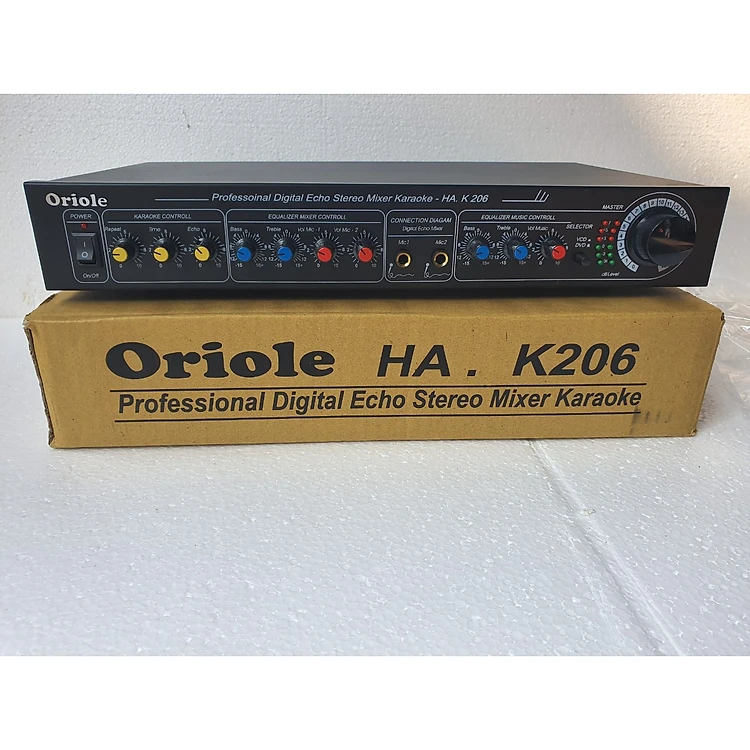 Oriole
Professoinal Digital Echo Stereo Mixer Karaoke - HA. K 206
POWER
On/Off
KARAOKE CONTROLL
Repeat Time Echo
EQUALIZER MIXER CONTROLL
Bass Treble Vol Mic - 1 Vol Mic - 2
CONNECTION DIAGAM
Digital Echo Mixer
Mic1 Mic2
EQUALIZER MUSIC CONTROLL
Bass Treble Vol Music
SELECTOR
VCD
DVD
MASTER
dB Level
Oriole HA . K206
Professional Digital Echo Stereo Mixer Karaoke